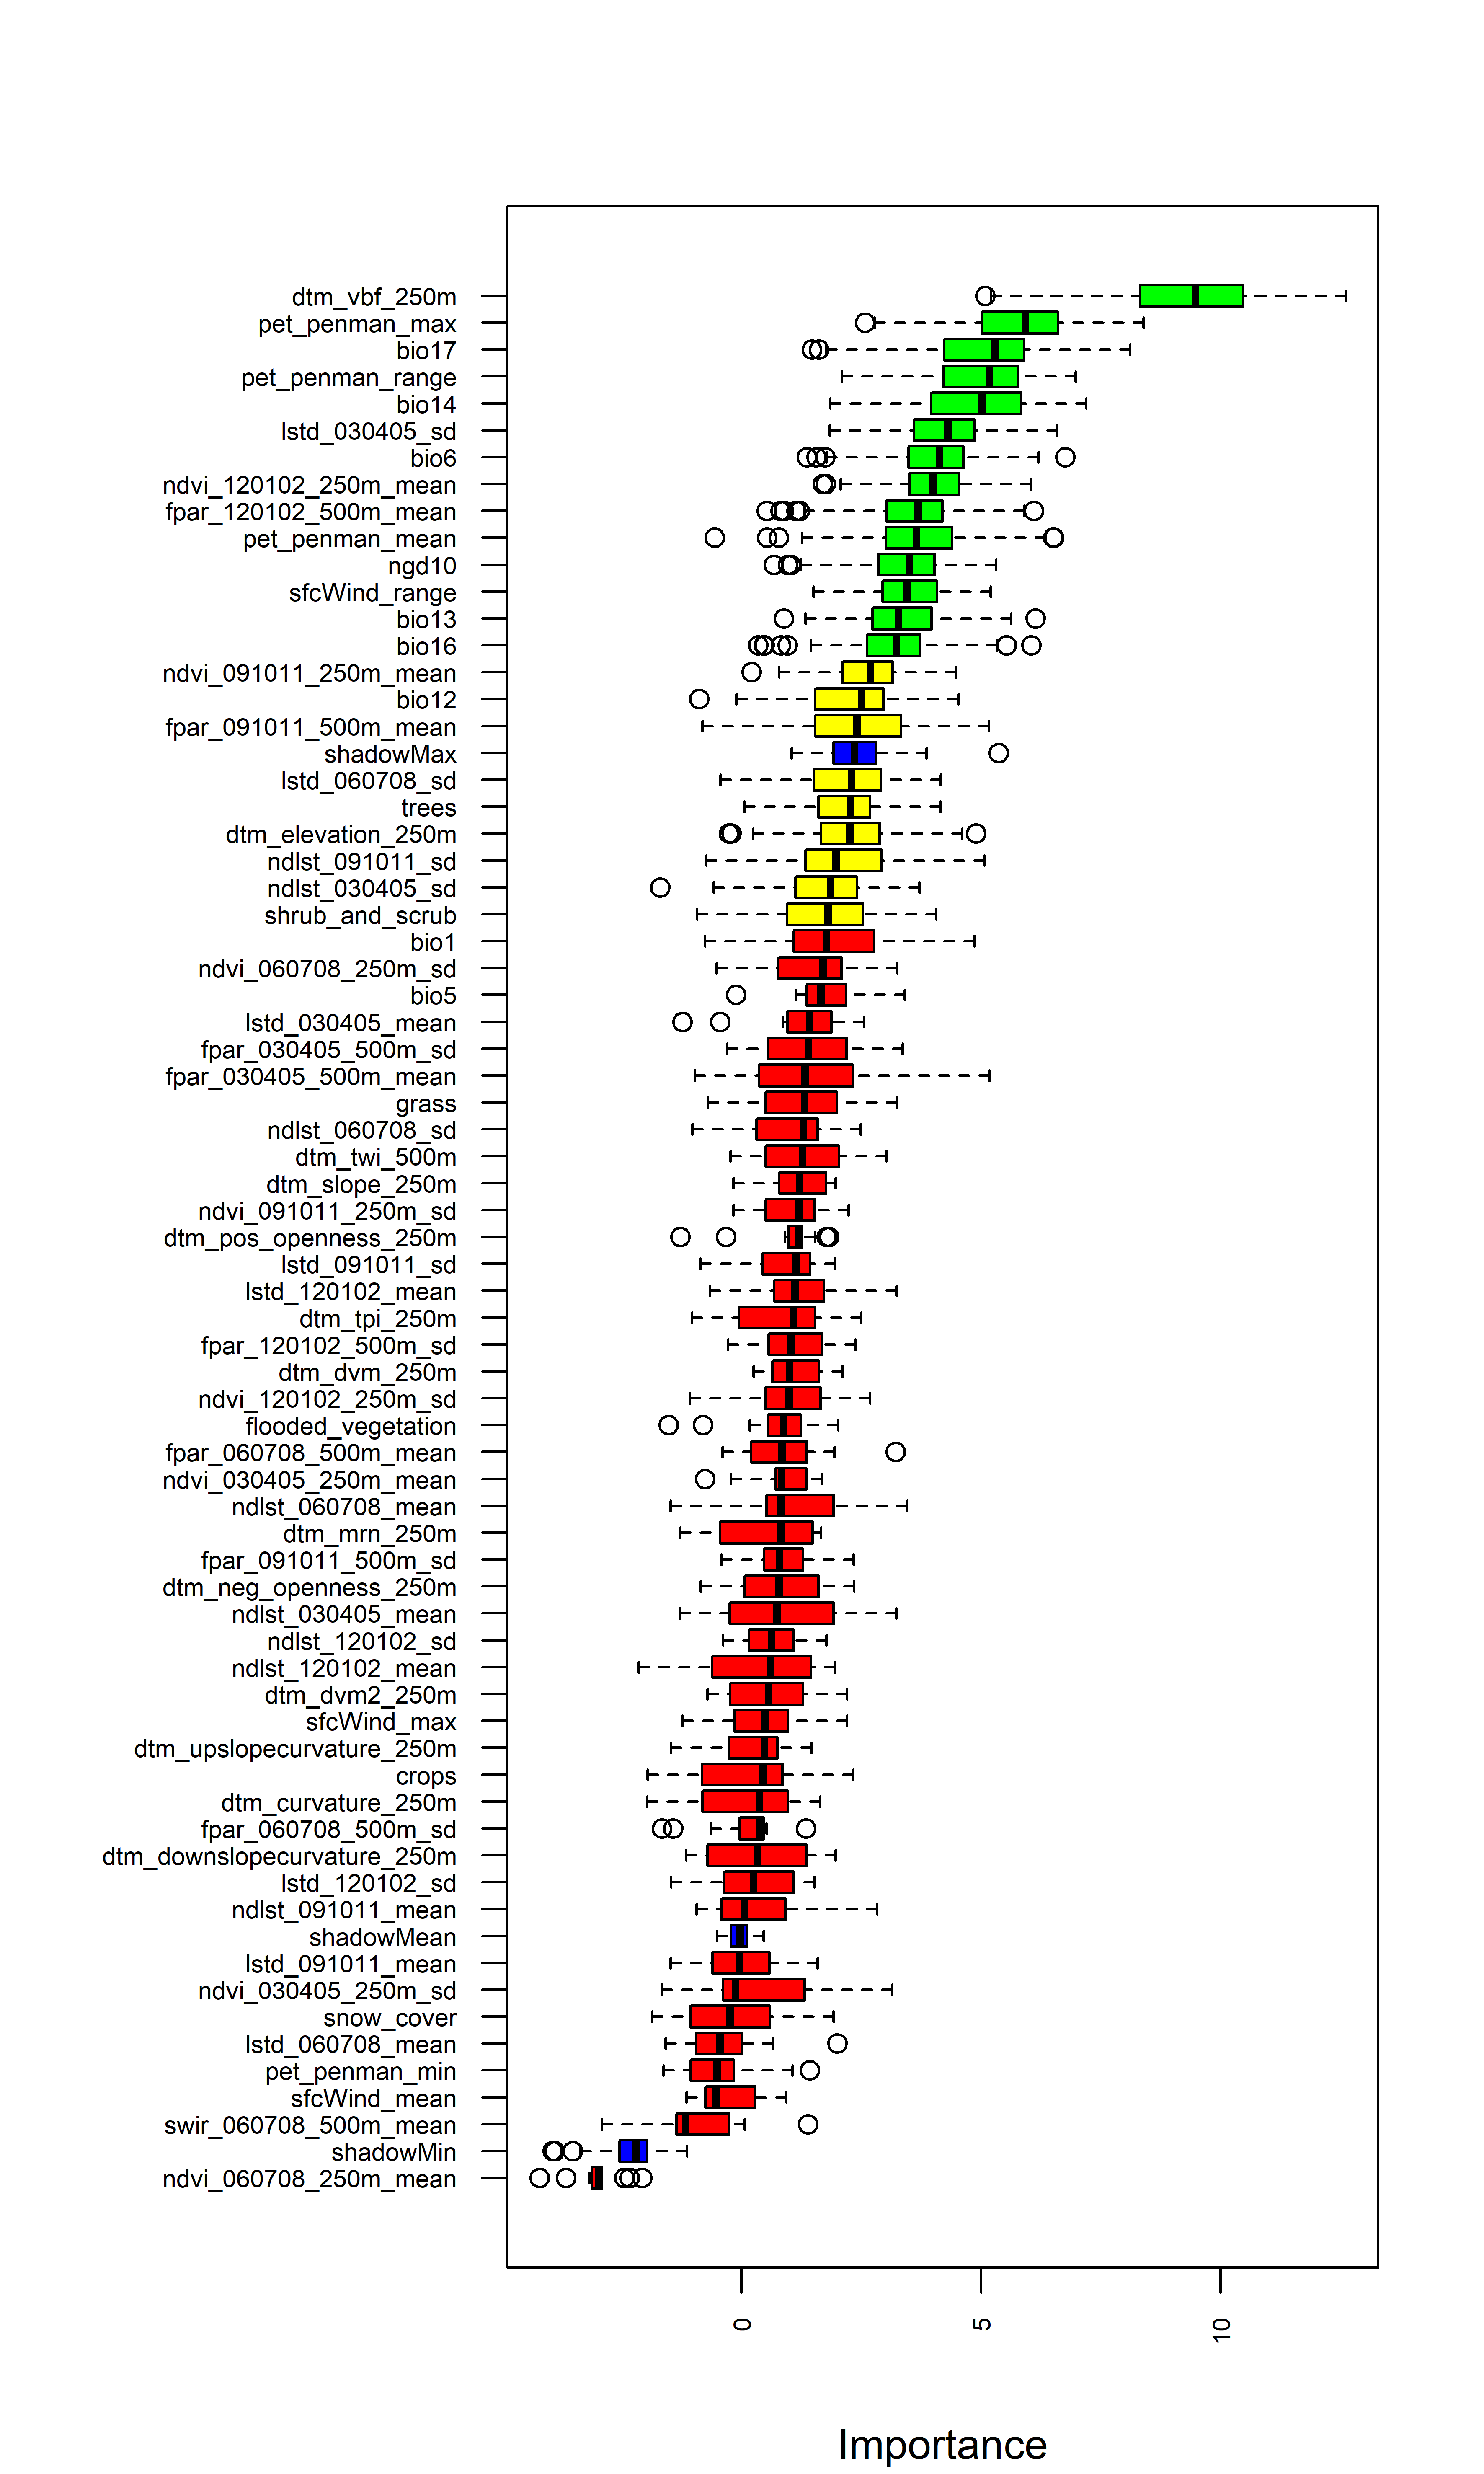 dtm_vbf_250m
pet_penman_max
bio17
pet_penman_range
bio14
lstd_030405_sd
bio6
ndvi_120102_250m_mean
fpar_120102_500m_mean
pet_penman_mean
ngd10
sfcWind_range
bio13
bio16
ndvi_091011_250m_mean
bio12
fpar_091011_500m_mean
shadowMax
lstd_060708_sd
trees
dtm_elevation_250m
ndlst_091011_sd
ndlst_030405_sd
shrub_and_scrub
bio1
ndvi_060708_250m_sd
bio5
lstd_030405_mean
fpar_030405_500m_sd
fpar_030405_500m_mean
grass
ndlst_060708_sd
dtm_twi_500m
dtm_slope_250m
ndvi_091011_250m_sd
dtm_pos_openness_250m
lstd_091011_sd
lstd_120102_mean
dtm_tpi_250m
fpar_120102_500m_sd
dtm_dvm_250m
ndvi_120102_250m_sd
flooded_vegetation
fpar_060708_500m_mean
ndvi_030405_250m_mean
ndlst_060708_mean
dtm_mrn_250m
fpar_091011_500m_sd
dtm_neg_openness_250m
ndlst_030405_mean
ndlst_120102_sd
ndlst_120102_mean
dtm_dvm2_250m
sfcWind_max
dtm_upslopecurvature_250m
crops
dtm_curvature_250m
fpar_060708_500m_sd
dtm_downslopecurvature_250m
lstd_120102_sd
ndlst_091011_mean
shadowMean
lstd_091011_mean
ndvi_030405_250m_sd
snow_cover
lstd_060708_mean
pet_penman_min
sfcWind_mean
swir_060708_500m_mean
shadowMin
ndvi_060708_250m_mean
0
5
10
Importance